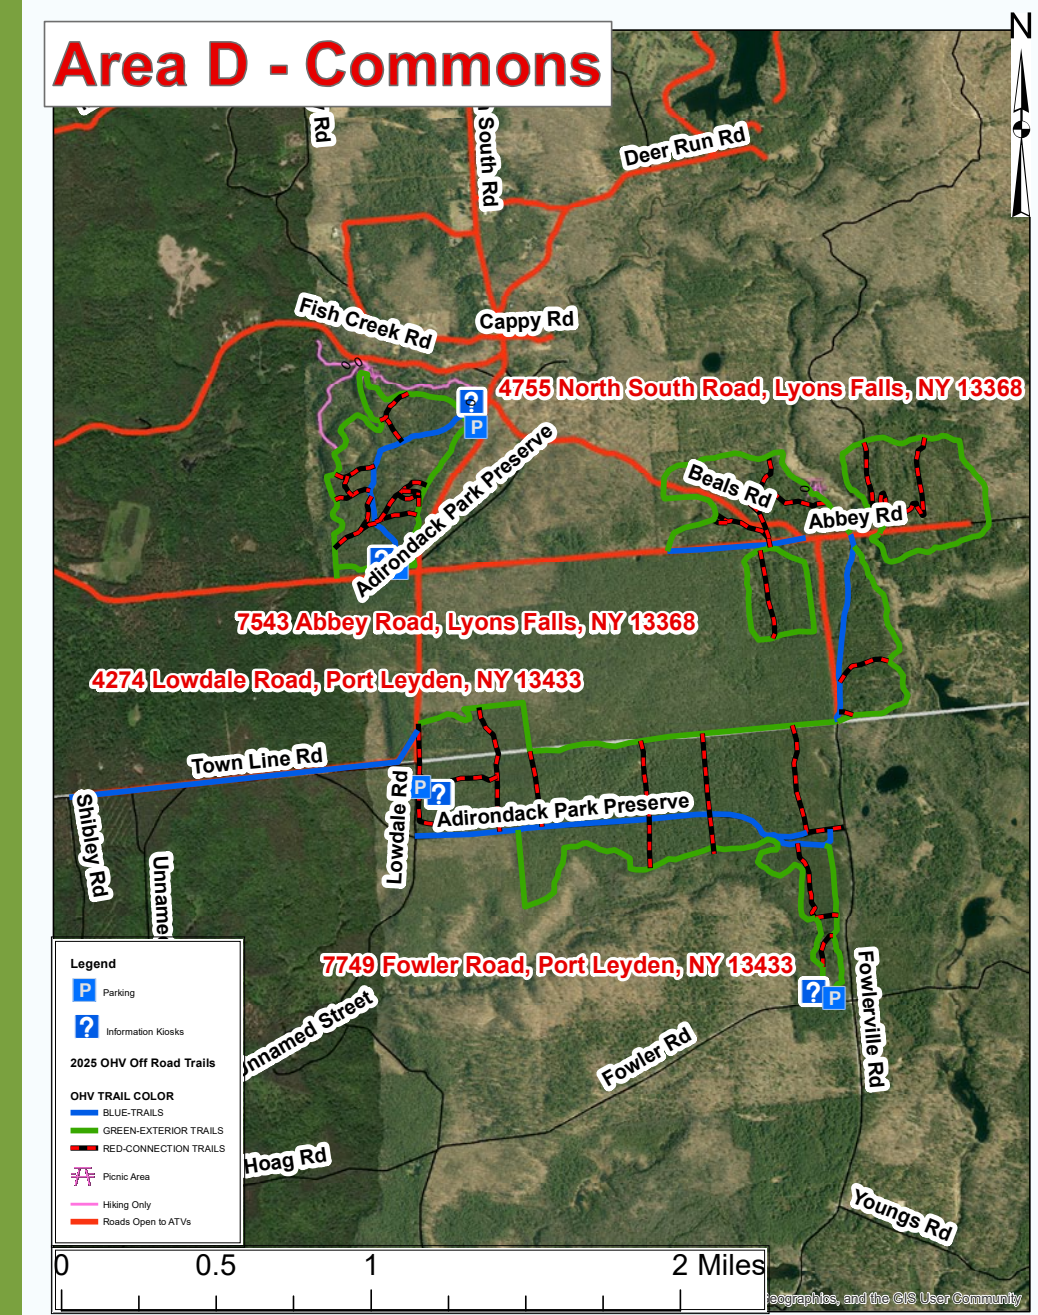 Area D - Commons
N
Rd
South Rd
Deer Run Rd
Fish Creek Rd
Cappy Rd
4755 North South Road, Lyons Falls, NY 13368
Adirondack Park Preserve
Beals Rd
Abbey Rd
7543 Abbey Road, Lyons Falls, NY 13368
4274 Lowdale Road, Port Leyden, NY 13433
Town Line Rd
Shibley Rd
Lowdale Rd
Adirondack Park Preserve
7749 Fowler Road, Port Leyden, NY 13433
Fowlerville Rd
Street
Fowler Rd
Hoag Rd
Youngs Rd
Legend
P Parking
? Information Kiosks
2025 OHV Off Road Trails
OHV TRAIL COLOR
BLUE-TRAILS
GREEN-EXTERIOR TRAILS
RED-CONNECTION TRAILS
Picnic Area
Hiking Only
Roads Open to ATVs
0 0.5 1 2 Miles
and the GIS User Community